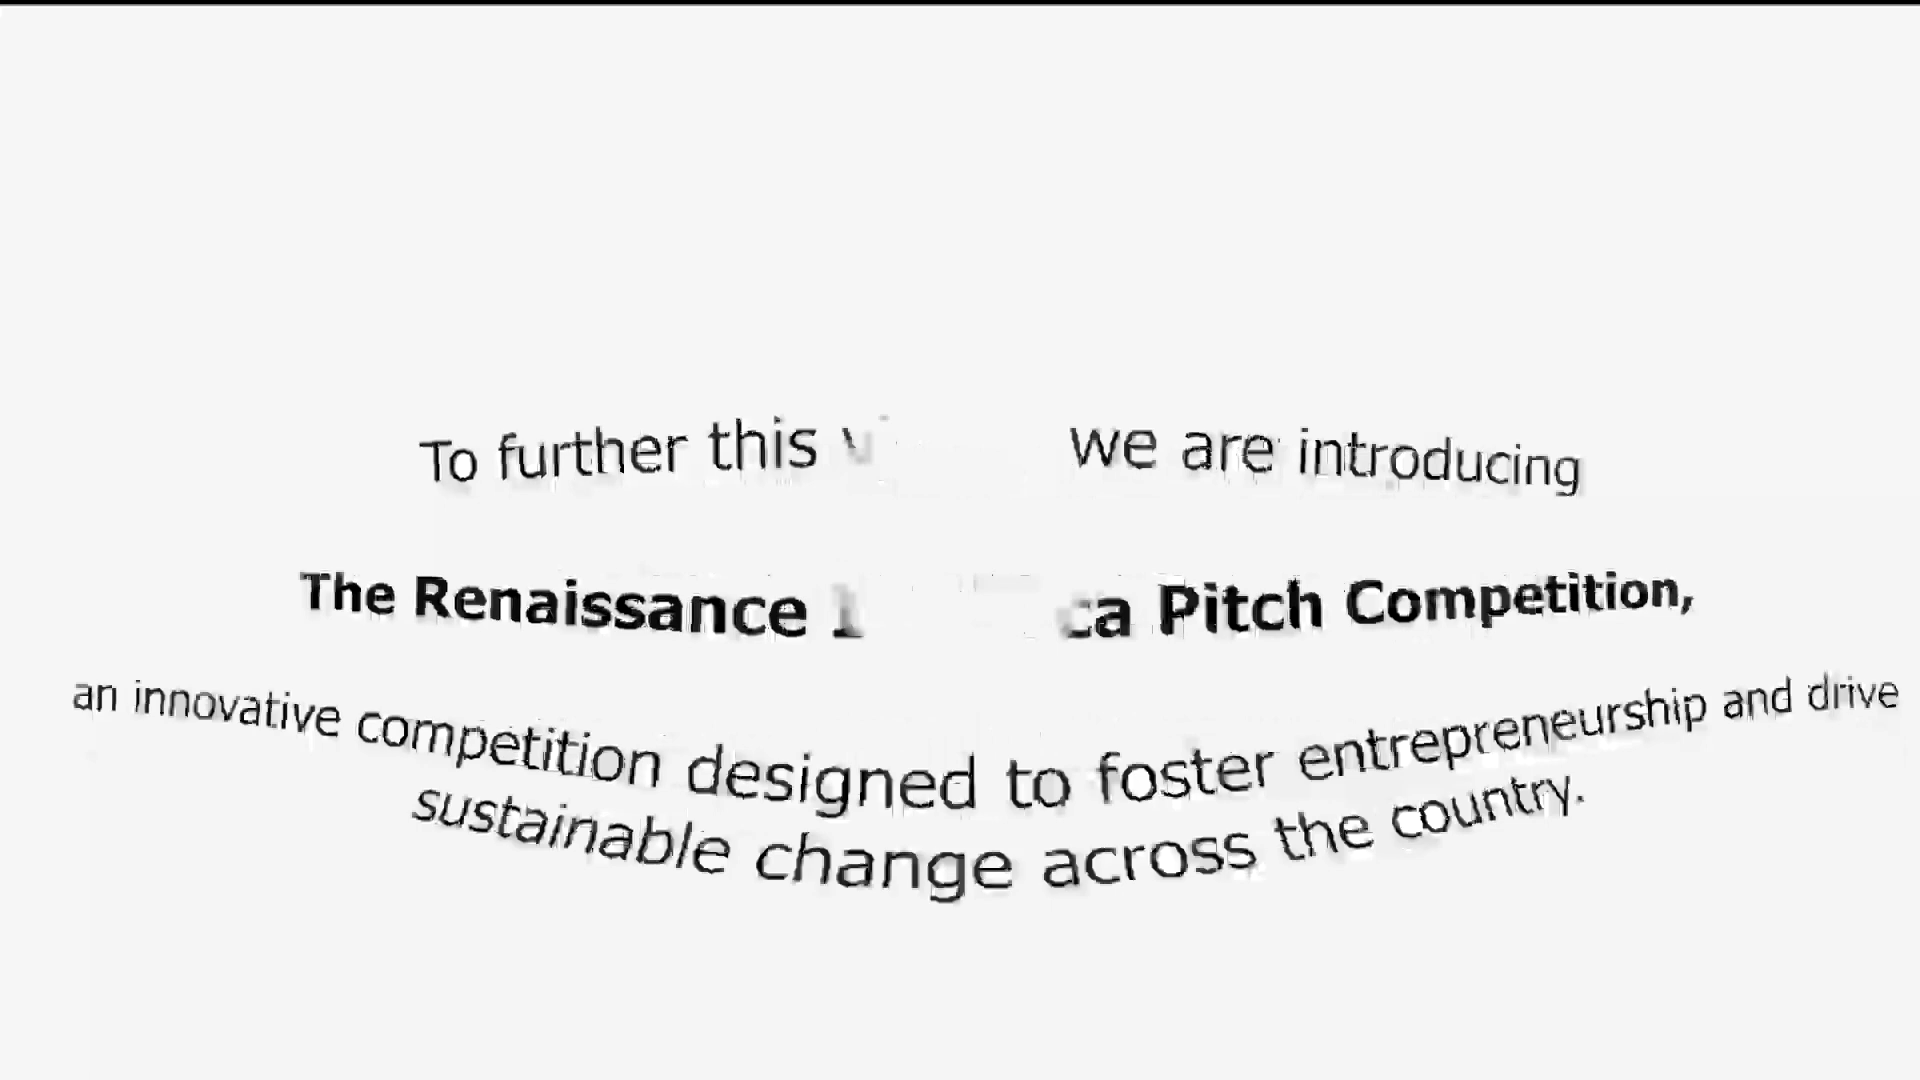 To further this we are introducing
The Renaissance Pitch Competition,
an innovative competition designed to foster entrepreneurship and drive
sustainable change across the country.